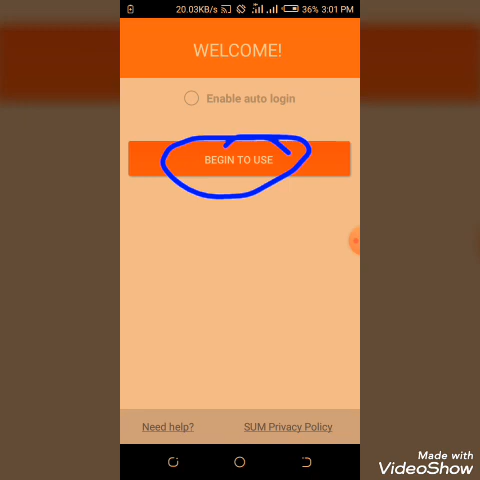 20.03KB/s 36% 3:01 PM
WELCOME!
Enable auto login
BEGIN TO USE
Need help? SUM Privacy Policy
Made with
VideoShow